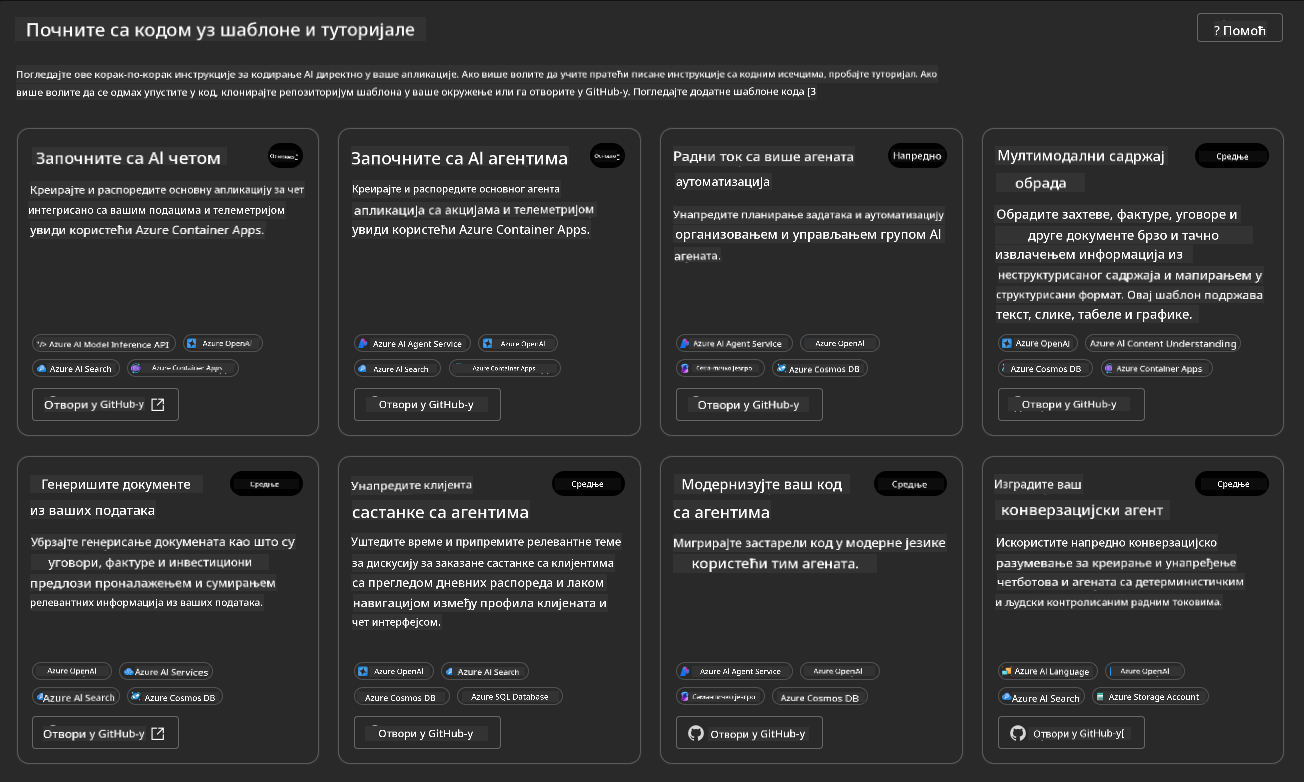 Почните са кодом уз шаблоне и туторијале
? Помоћ
Погледајте ове корак-по-корак инструкције за кодирање AI директно у ваше апликације. Ако више волите да учите пратећи писане инструкције са кодним исечцима, пробајте туторијал. Ако
више волите да се одмах упустите у код, клонирајте репозиторијум шаблона у ваше окружење или га отворите у GitHub-у. Погледајте додатне шаблоне кода [3
Започните са AI четом
Креирајте и распоредите основну апликацију за чет
интегрисано са вашим подацима и телеметријом
увиди користећи Azure Container Apps.
Azure AI Model Inference API
Azure OpenAI
Azure AI Search
Azure Container Apps
Отвори у GitHub-у
Започните са AI агентима
Креирајте и распоредите основног агента
апликација са акцијама и телеметријом
увиди користећи Azure Container Apps.
Azure AI Agent Service
Azure OpenAI
Azure AI Search
Azure Container Apps
Отвори у GitHub-у
Радни ток са више агената
Напредно
аутоматизација
Унапредите планирање задатака и аутоматизацију
организовањем и управљањем групом AI
агената.
Azure AI Agent Service
Azure OpenAI
Семантичко језгро
Azure Cosmos DB
Отвори у GitHub-у
Мултимодални садржај
Средње
обрада
Обрадите захтеве, фактуре, уговоре и
друге документе брзо и тачно
извлачењем информација из
неструктурисаног садржаја и мапирањем у
структурисани формат. Овај шаблон подржава
текст, слике, табеле и графике.
Azure OpenAI
Azure AI Content Understanding
Azure Cosmos DB
Azure Container Apps
Отвори у GitHub-у
Генеришите документе
Средње
из ваших података
Убрзајте генерисање докумената као што су
уговори, фактуре и инвестициони
предлози проналажењем и сумирањем
релевантних информација из ваших података.
Azure OpenAI
Azure AI Services
Azure AI Search
Azure Cosmos DB
Отвори у GitHub-у
Унапредите клијента
Средње
састанке са агентима
Уштедите време и припремите релевантне теме
за дискусију за заказане састанке са клијентима
са прегледом дневних распореда и лаком
навигацијом између профила клијената и
чет интерфејсом.
Azure OpenAI
Azure AI Search
Azure Cosmos DB
Azure SQL Database
Отвори у GitHub-у
Модернизујте ваш код
Средње
са агентима
Мигрирајте застарели код у модерне језике
користећи тим агената.
Azure AI Agent Service
Azure OpenAI
Семантичко језгро
Azure Cosmos DB
Отвори у GitHub-у
Изградите ваш
Средње
конверзацијски агент
Искористите напредно конверзацијско
разумевање за креирање и унапређење
четботова и агената са детерминистичким
и људски контролисаним радним токовима.
Azure AI Language
Azure OpenAI
Azure AI Search
Azure Storage Account
Отвори у GitHub-у[